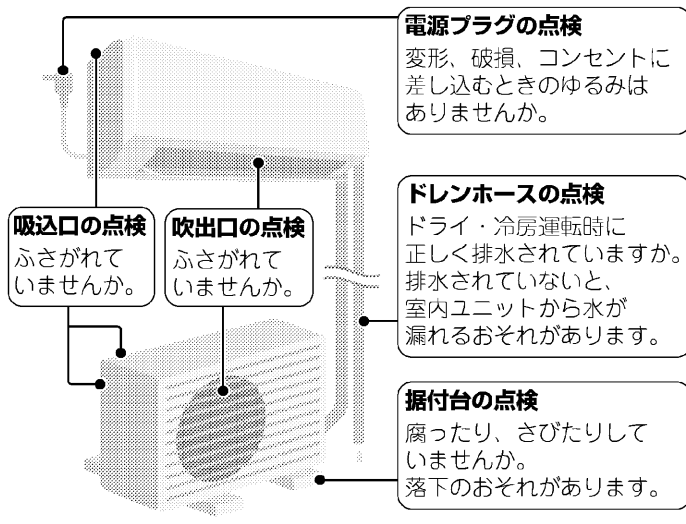 電源プラグの点検
変形、破損、コンセントに
差し込むときのゆるみは
ありませんか。
吸込口の点検
ふさがれて
いませんか。
吹出口の点検
ふさがれて
いませんか。
ドレンホースの点検
ドライ・冷房運転時に
正しく排水されていますか。
排水されていないと、
室内ユニットから水が
漏れるおそれがあります。
据付台の点検
腐ったり、さびたりして
いませんか。
落下のおそれがあります。